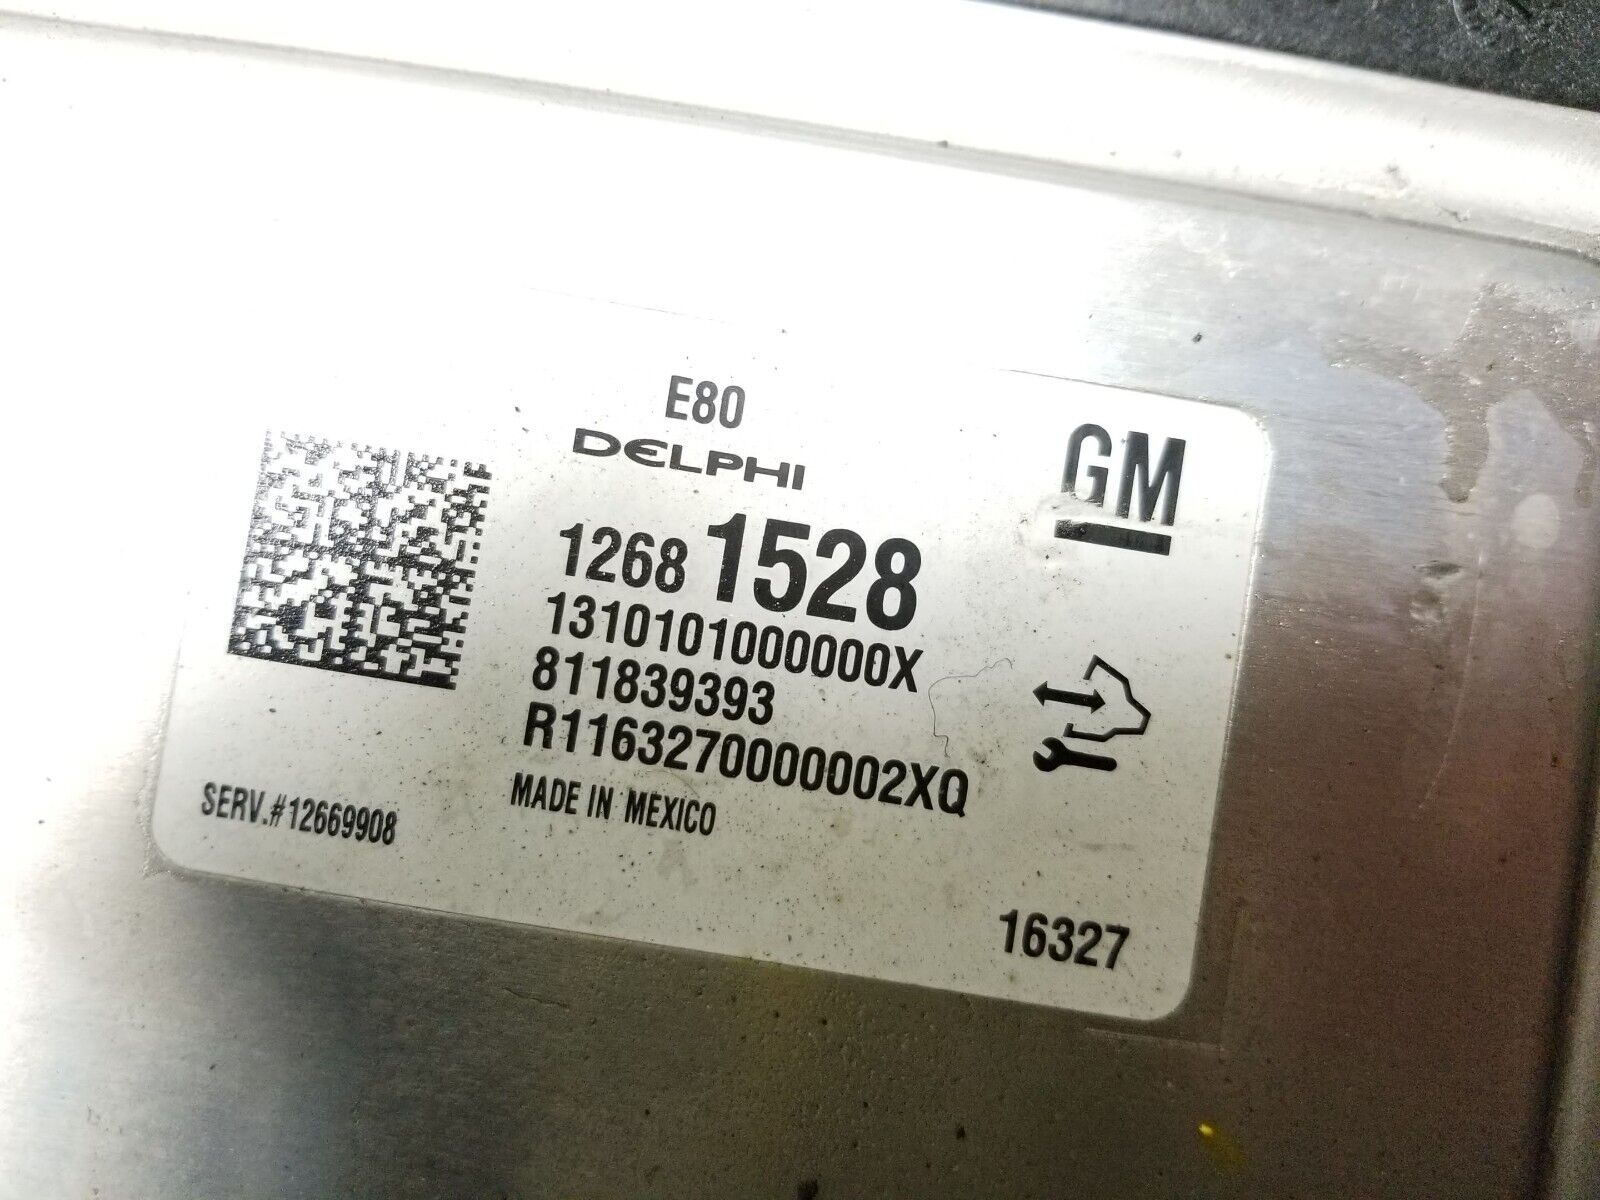 E80
DELPHI
GM
1268 1528
1310101000000X
811839393
R1163270000002XQ
MADE IN MEXICO
SERV.#12669908
16327